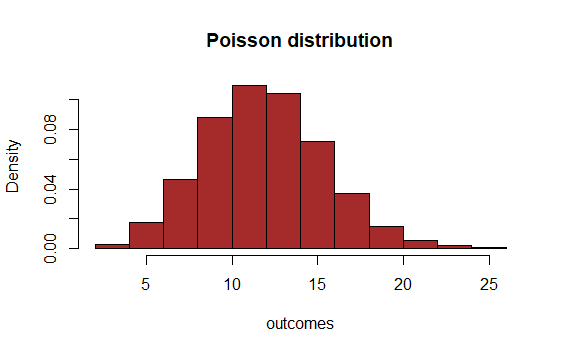 Poisson distribution
Density
0.00 0.04 0.08
5 10 15 20 25
outcomes